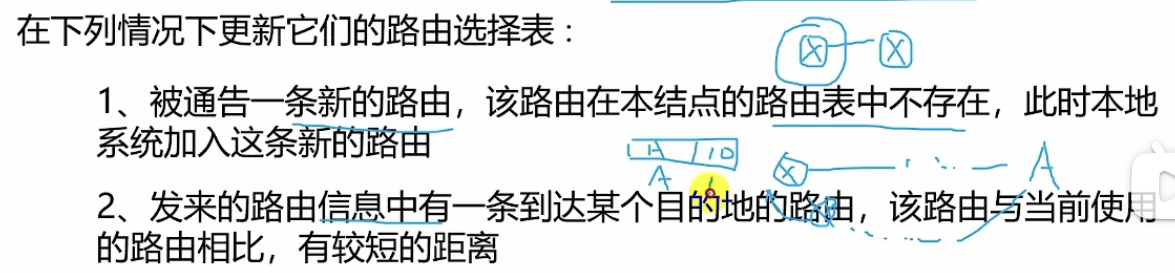 在下列情况下更新它们的路由选择表：
X X
1、被通告一条新的路由，该路由在本结点的路由表中不存在，此时本地
系统加入这条新的路由
A 10
A
X A
2、发来的路由信息中有一条到达某个目的地的路由，该路由与当前使用
的路由相比，有较短的距离